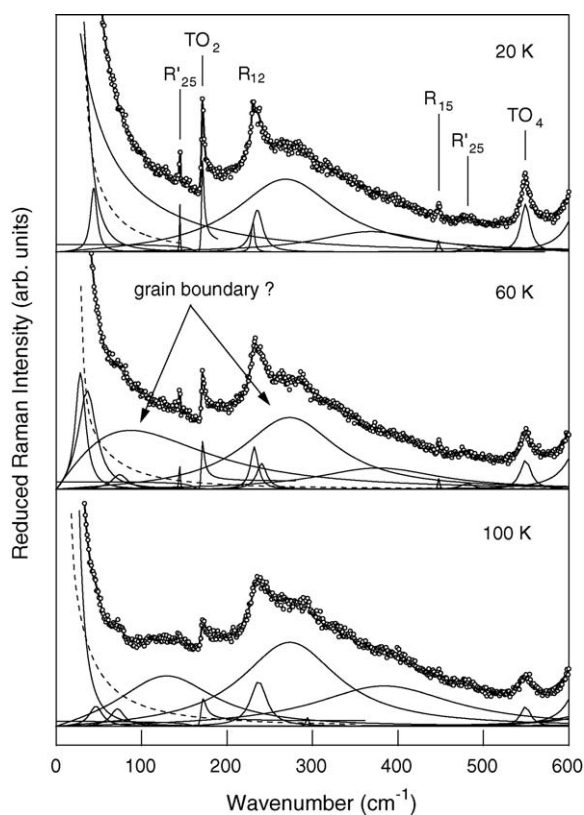 20 K
TO₂
R'₂₅
R₁₂
R₁₅
R'₂₅
TO₄
60 K
grain boundary ?
100 K
Reduced Raman Intensity (arb. units)
0 100 200 300 400 500 600
Wavenumber (cm⁻¹)